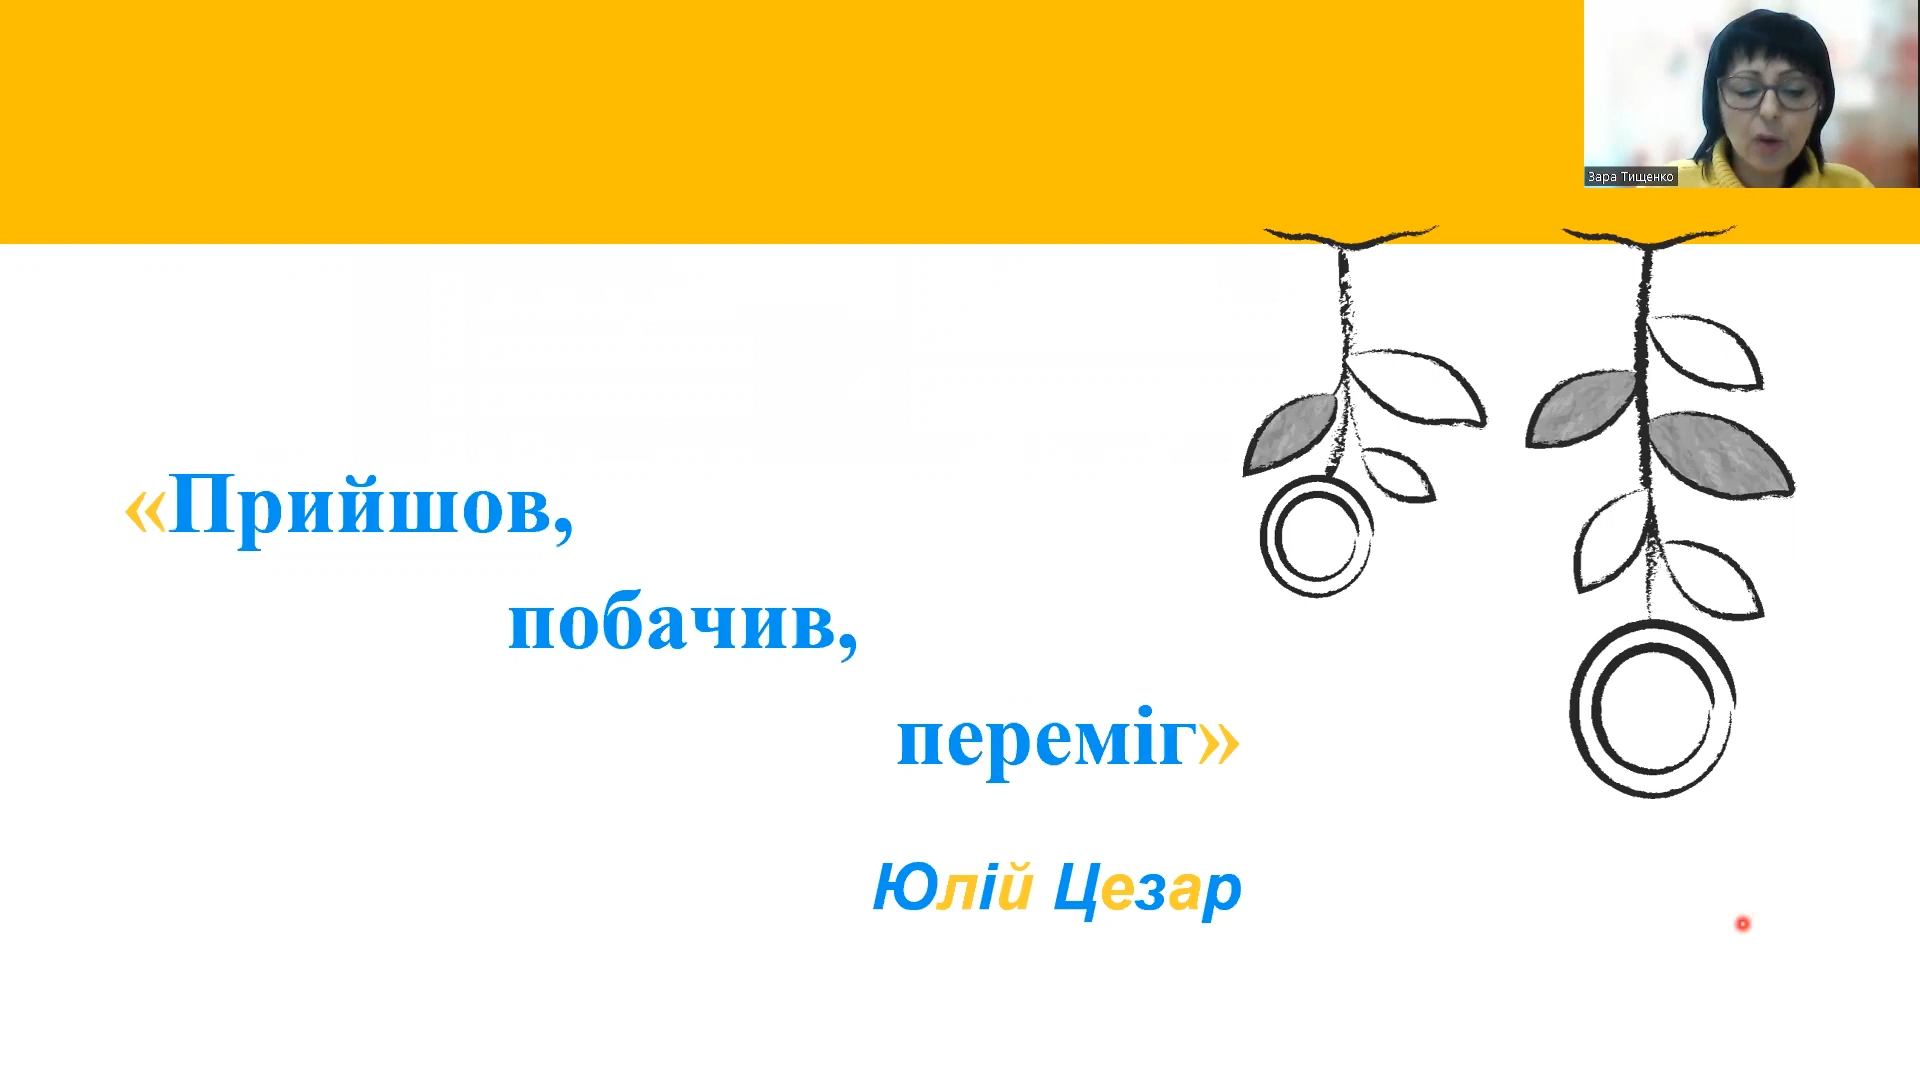 Зара Тищенко
«Прийшов,
побачив,
переміг»
Юлій Цезар